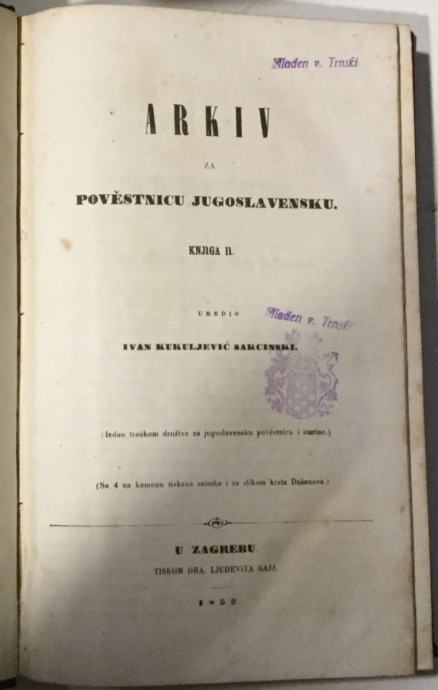 Mladen v. Trnski
ARKIV
ZA
POVĚSTNICU JUGOSLAVENSKU.
KNJIGA II.
UREDIO
Mladen v. Trnski
IVAN KUKULJEVIĆ SAKCINSKI.
(Izdan troškom družtva za jugoslavensku pověstnicu i starine.)
(Sa 4 na kamenu tiskana snimka i sa slikom krsta Dušanova)
U ZAGREBU.
TISKOM DRA. LJUDEVITA GAJA.
1852